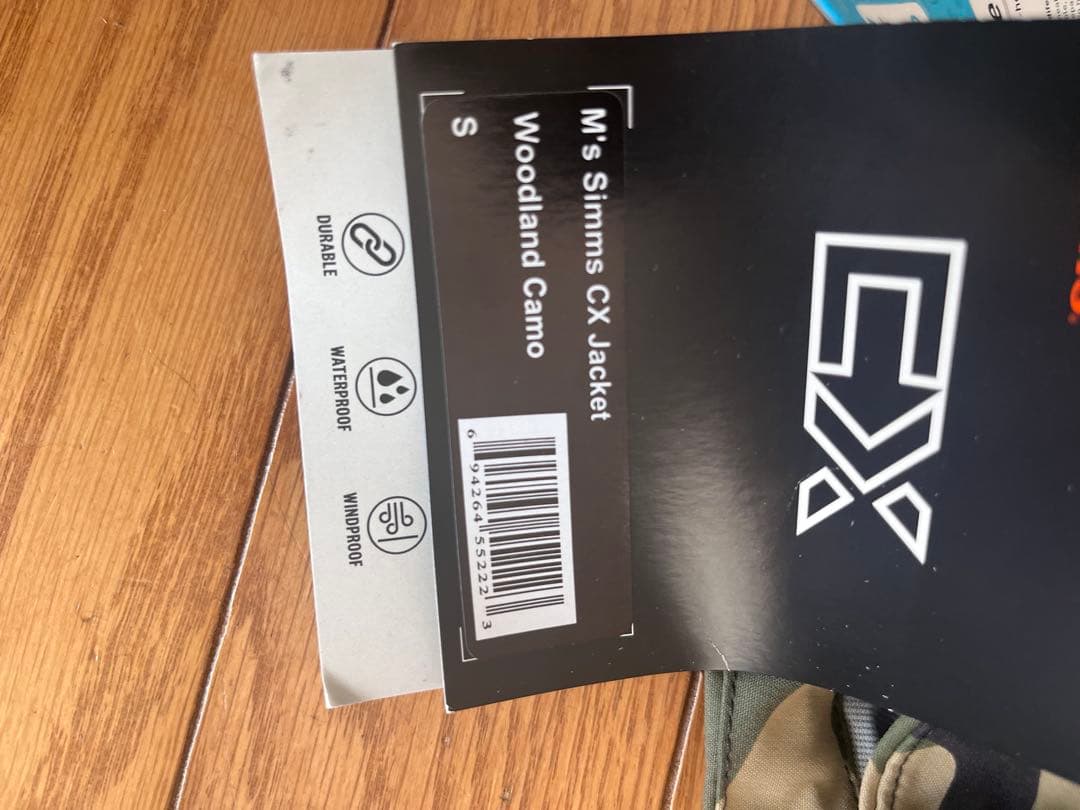 M's Simms CX Jacket
Woodland Camo
S
6 94264 55222 3
CX
DURABLE
WATERPROOF
WINDPROOF